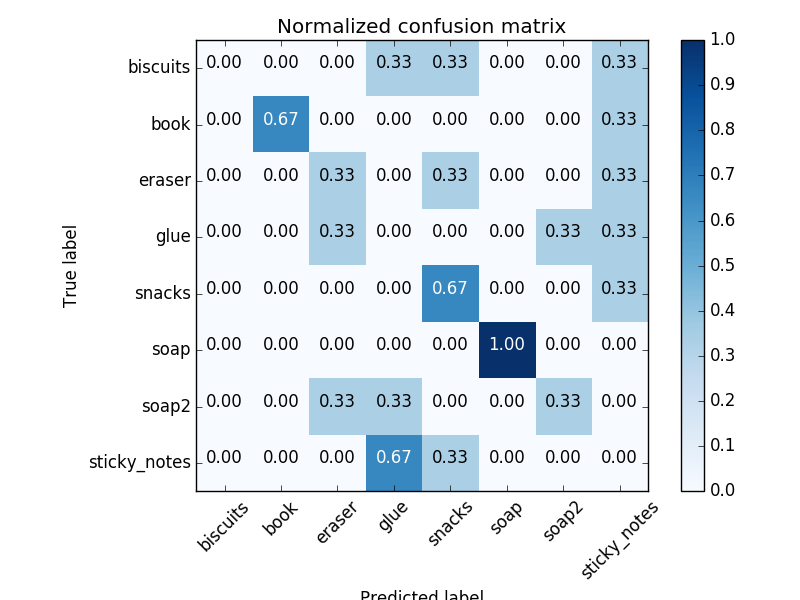 Normalized confusion matrix
biscuits 0.00 0.00 0.00 0.33 0.33 0.00 0.00 0.33
book 0.00 0.67 0.00 0.00 0.00 0.00 0.00 0.33
eraser 0.00 0.00 0.33 0.00 0.33 0.00 0.00 0.33
glue 0.00 0.00 0.33 0.00 0.00 0.00 0.33 0.33
snacks 0.00 0.00 0.00 0.00 0.67 0.00 0.00 0.33
soap 0.00 0.00 0.00 0.00 0.00 1.00 0.00 0.00
soap2 0.00 0.00 0.33 0.33 0.00 0.00 0.33 0.00
sticky_notes 0.00 0.00 0.00 0.67 0.33 0.00 0.00 0.00
True label
biscuits book eraser glue snacks soap soap2 sticky_notes
Predicted label
1.0
0.9
0.8
0.7
0.6
0.5
0.4
0.3
0.2
0.1
0.0